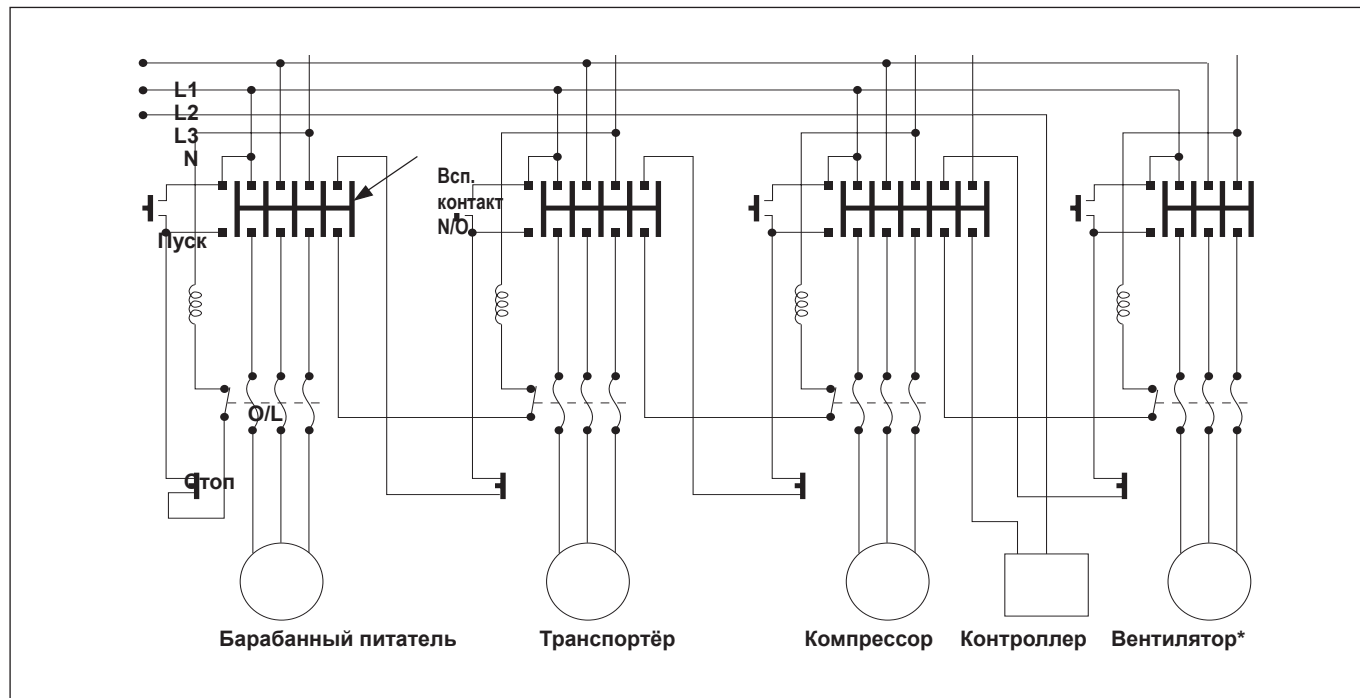 L1
L2
L3
N
Всп.
контакт
N/O
Пуск
O/L
Стоп
Барабанный питатель
Транспортёр
Компрессор
Контроллер
Вентилятор*